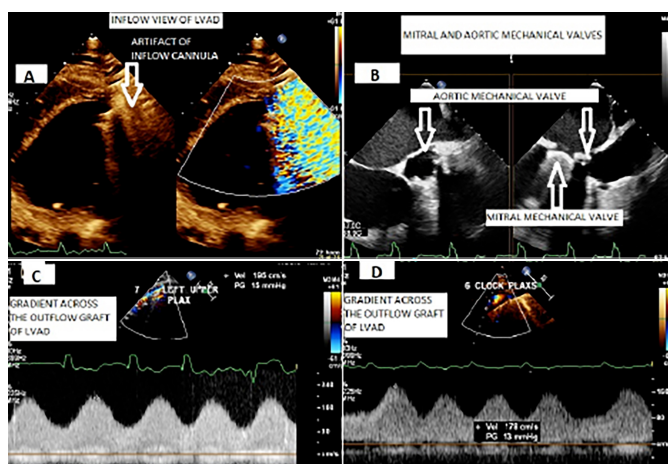 INFLOW VIEW OF LVAD
ARTIFACT OF
INFLOW CANNULA
A
MITRAL AND AORTIC MECHANICAL VALVES
B
AORTIC MECHANICAL VALVE
MITRAL MECHANICAL VALVE
C
7 LEFT UPPER
PLAX
+ Vel 195 cm/s
PG 15 mmHg
GRADIENT ACROSS
THE OUTFLOW GRAFT
OF LVAD
D
6 CLOCK PLAXS
GRADIENT ACROSS
THE OUTFLOW GRAFT
OF LVAD
+ Vel 178 cm/s
PG 13 mmHg